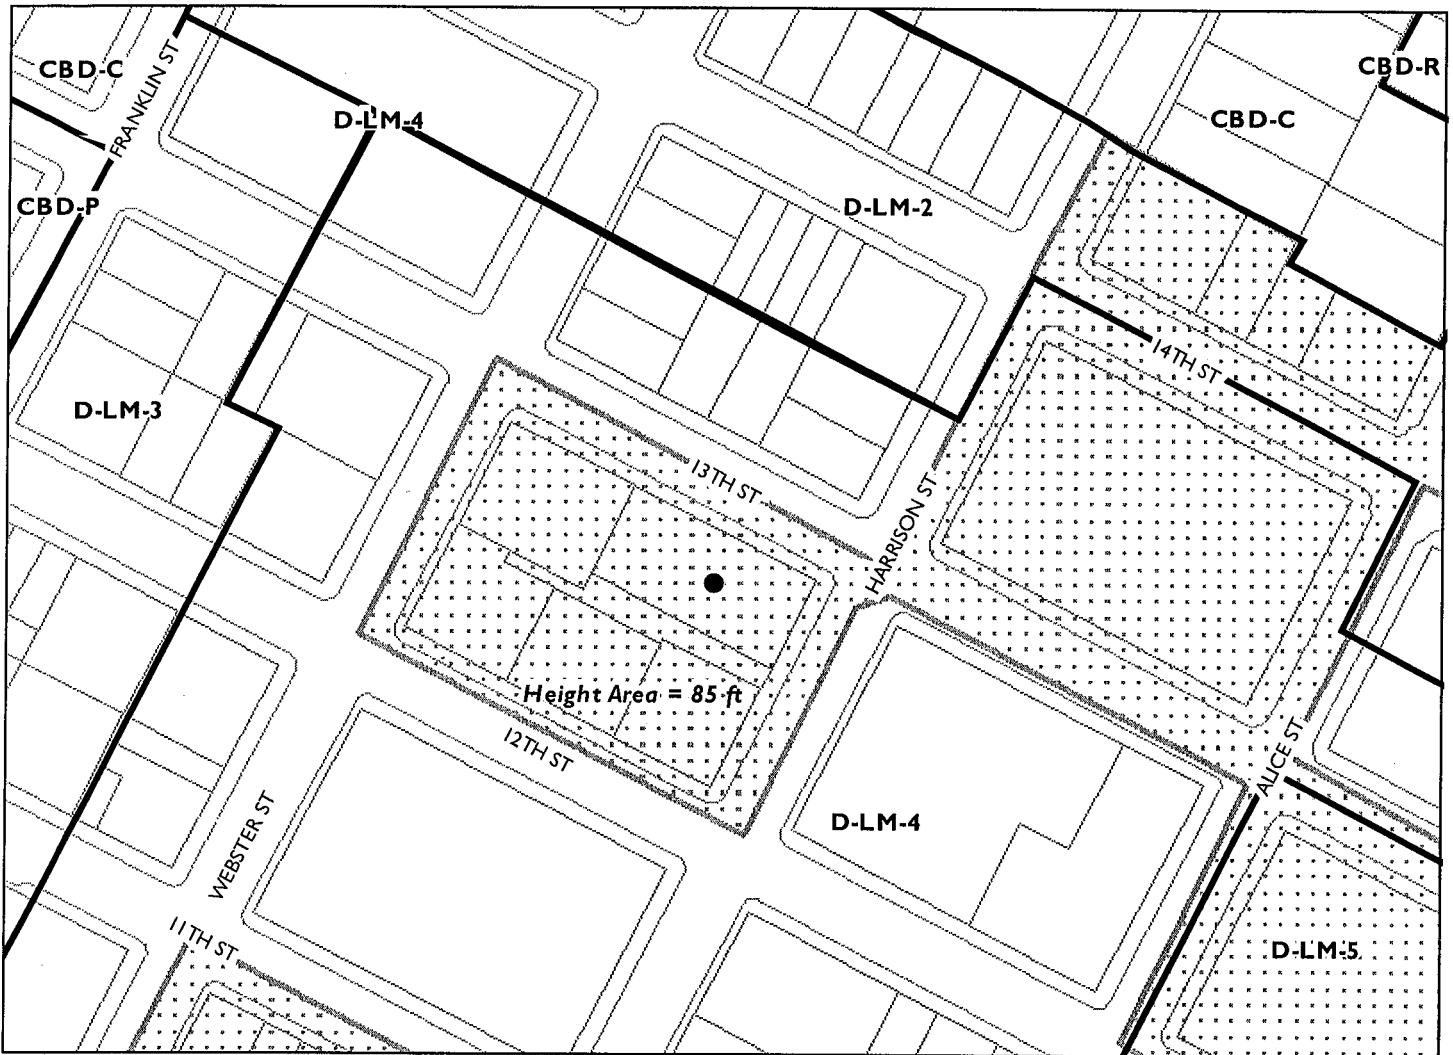 CBD-C
FRANKLIN ST
CBD-R
D-LM-4
CBD-C
CBD-P
D-LM-2
14TH ST
D-LM-3
13TH ST
HARRISON ST
Height Area = 85 ft
12TH ST
ALICE ST
D-LM-4
WEBSTER ST
11TH ST
D-LM-5